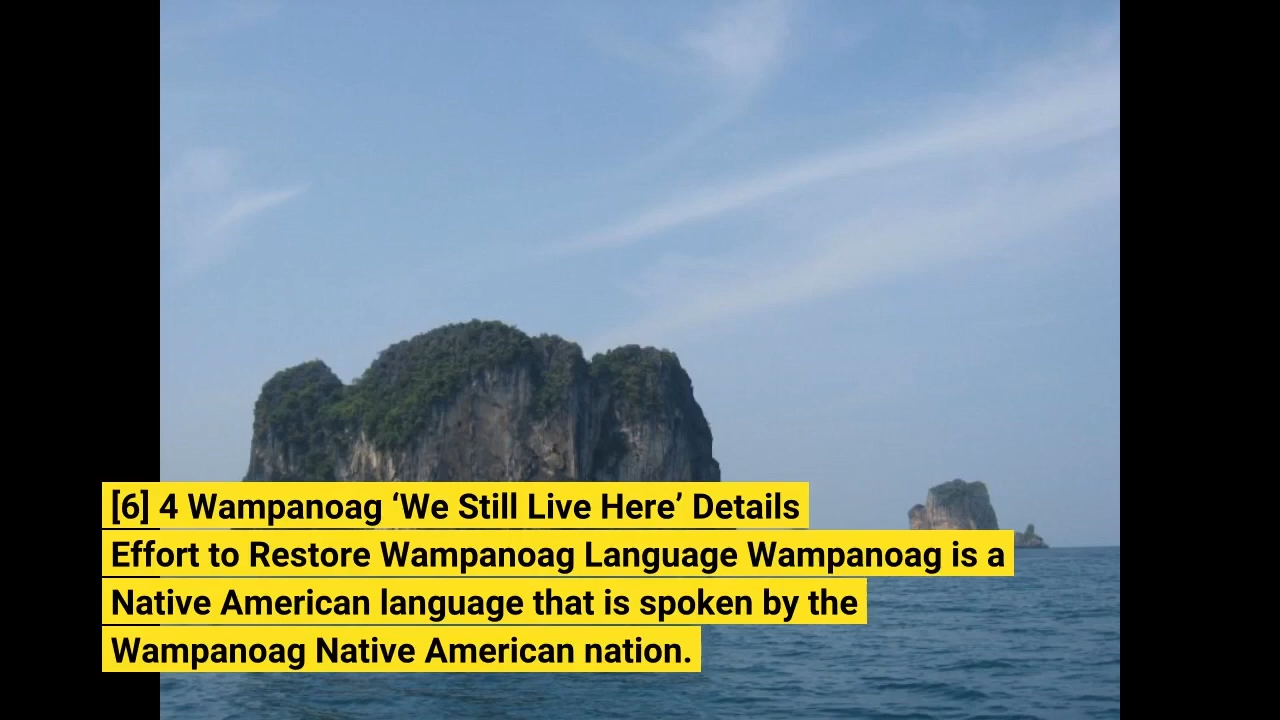 [6] 4 Wampanoag ‘We Still Live Here’ Details
Effort to Restore Wampanoag Language Wampanoag is a
Native American language that is spoken by the
Wampanoag Native American nation.